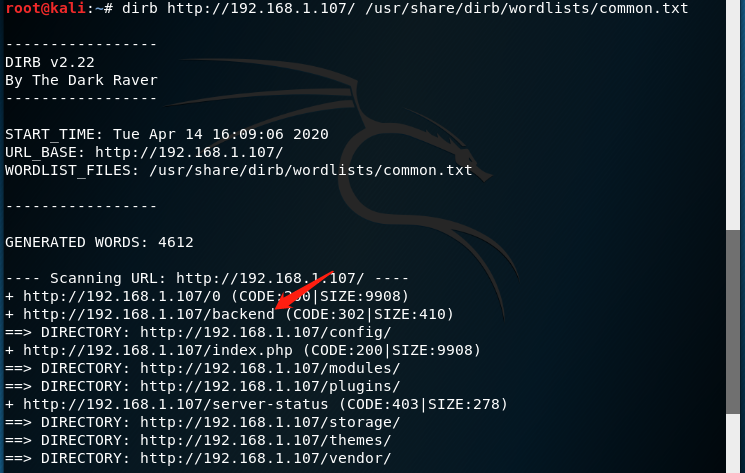 root@kali:~# dirb http://192.168.1.107/ /usr/share/dirb/wordlists/common.txt
-----------------
DIRB v2.22
By The Dark Raver
-----------------
START_TIME: Tue Apr 14 16:09:06 2020
URL_BASE: http://192.168.1.107/
WORDLIST_FILES: /usr/share/dirb/wordlists/common.txt
-----------------
GENERATED WORDS: 4612
---- Scanning URL: http://192.168.1.107/ ----
+ http://192.168.1.107/0 (CODE:200|SIZE:9908)
+ http://192.168.1.107/backend (CODE:302|SIZE:410)
==> DIRECTORY: http://192.168.1.107/config/
+ http://192.168.1.107/index.php (CODE:200|SIZE:9908)
==> DIRECTORY: http://192.168.1.107/modules/
==> DIRECTORY: http://192.168.1.107/plugins/
+ http://192.168.1.107/server-status (CODE:403|SIZE:278)
==> DIRECTORY: http://192.168.1.107/storage/
==> DIRECTORY: http://192.168.1.107/themes/
==> DIRECTORY: http://192.168.1.107/vendor/